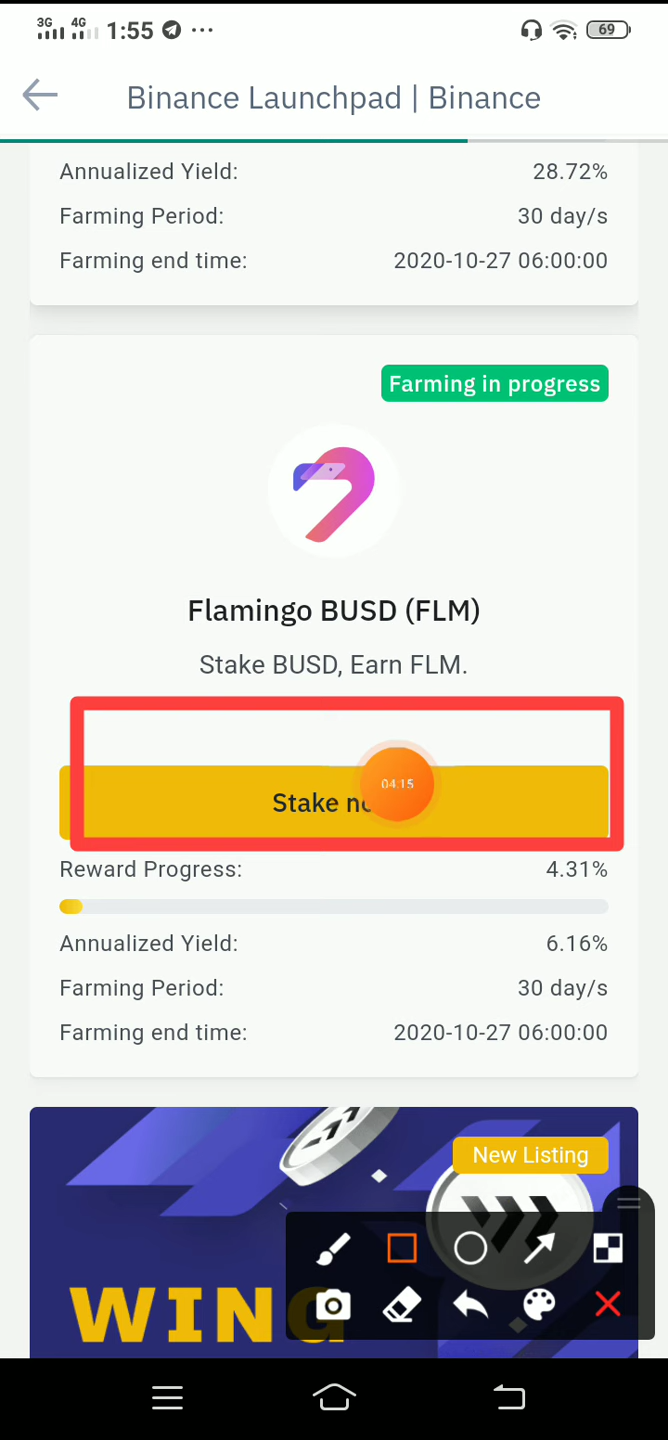 3G 4G 1:55 ... 69
Binance Launchpad | Binance
Annualized Yield: 28.72%
Farming Period: 30 day/s
Farming end time: 2020-10-27 06:00:00
Farming in progress
Flamingo BUSD (FLM)
Stake BUSD, Earn FLM.
Stake
04:15
Reward Progress: 4.31%
Annualized Yield: 6.16%
Farming Period: 30 day/s
Farming end time: 2020-10-27 06:00:00
New Listing
WING